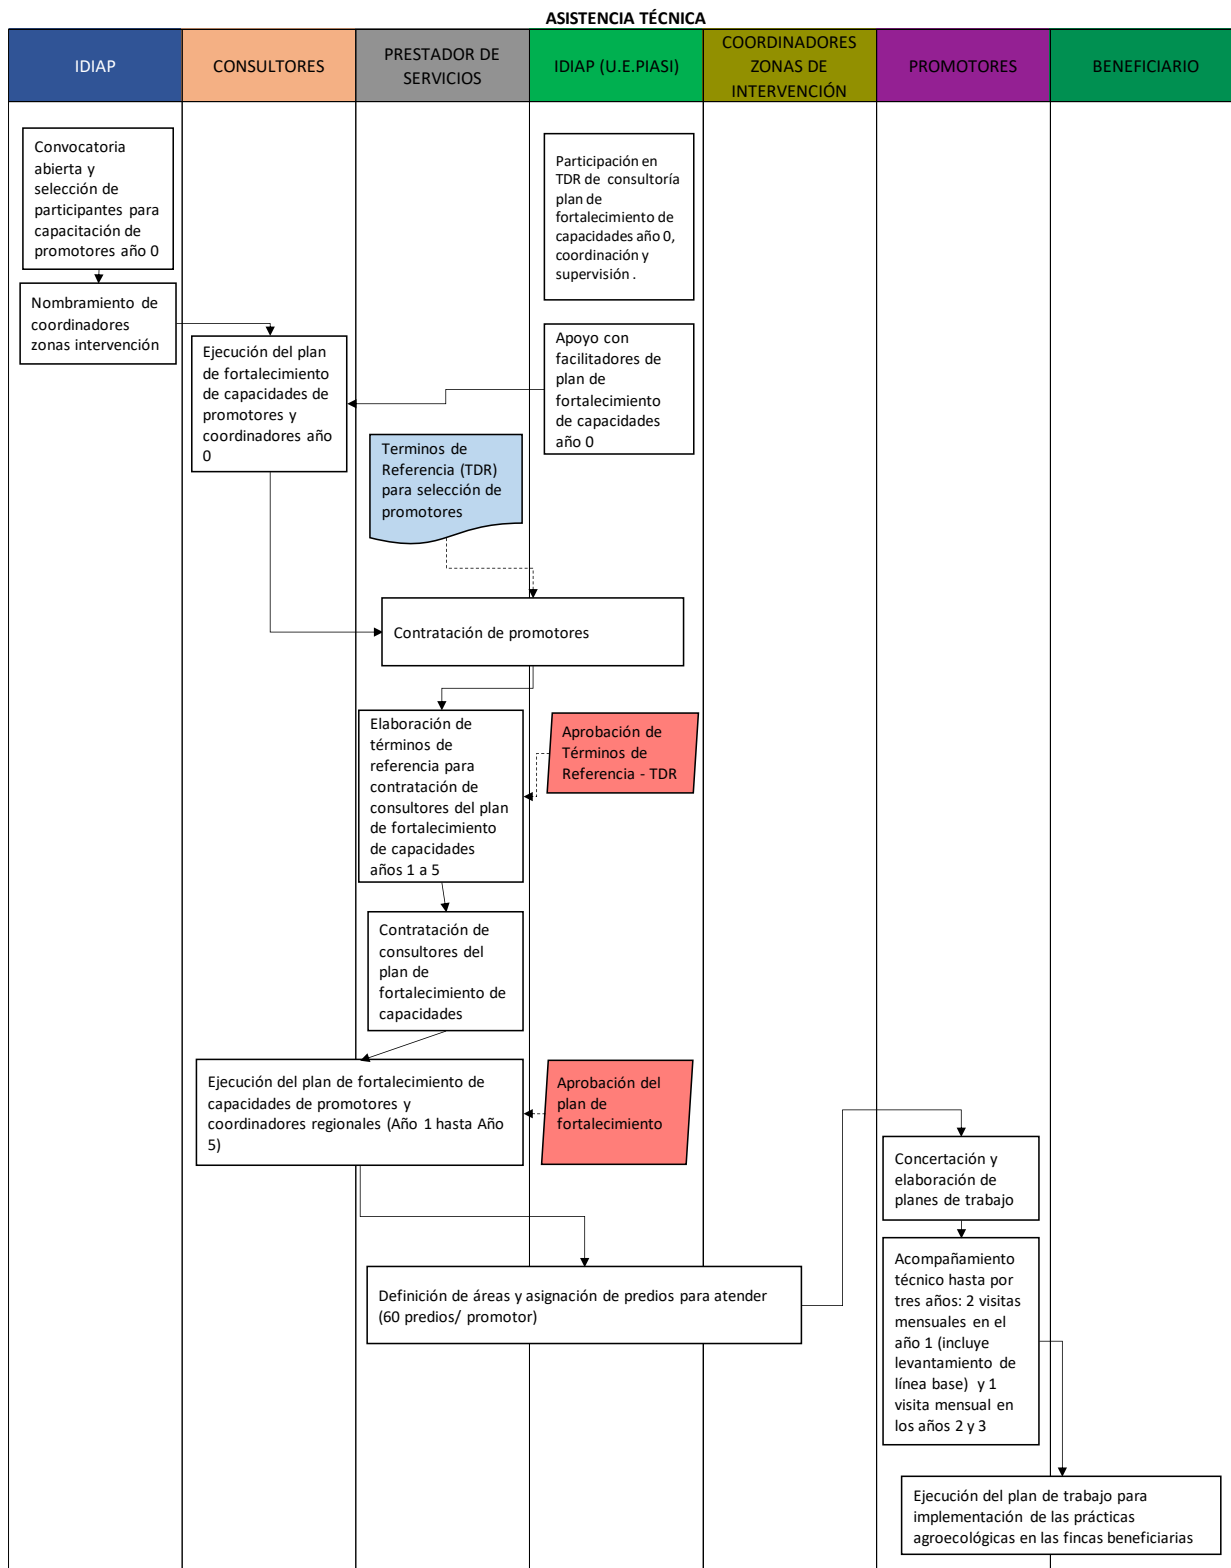 ASISTENCIA TÉCNICA
IDIAP
CONSULTORES
PRESTADOR DE
SERVICIOS
IDIAP (U.E.PIASI)
COORDINADORES
ZONAS DE
INTERVENCIÓN
PROMOTORES
BENEFICIARIO
Convocatoria
abierta y
selección de
participantes para
capacitación de
promotores año 0
Participación en
TDR de consultoría
plan de
fortalecimiento de
capacidades año 0,
coordinación y
supervisión .
Nombramiento de
coordinadores
zonas intervención
Ejecución del plan
de fortalecimiento
de capacidades de
promotores y
coordinadores año
0
Apoyo con
facilitadores de
plan de
fortalecimiento
de capacidades
año 0
Terminos de
Referencia (TDR)
para selección de
promotores
Contratación de promotores
Elaboración de
términos de
referencia para
contratación de
consultores del plan
de fortalecimiento
de capacidades
años 1 a 5
Aprobación de
Términos de
Referencia - TDR
Contratación de
consultores del
plan de
fortalecimiento de
capacidades
Ejecución del plan de fortalecimiento de
capacidades de promotores y
coordinadores regionales (Año 1 hasta Año
5)
Aprobación del
plan de
fortalecimiento
Concertación y
elaboración de
planes de trabajo
Definición de áreas y asignación de predios para atender
(60 predios/ promotor)
Acompañamiento
técnico hasta por
tres años: 2 visitas
mensuales en el
año 1 (incluye
levantamiento de
línea base) y 1
visita mensual en
los años 2 y 3
Ejecución del plan de trabajo para
implementación de las prácticas
agroecológicas en las fincas beneficiarias